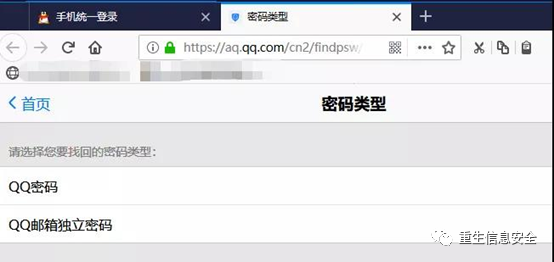 手机统一登录
密码类型
https://aq.qq.com/cn2/findpsw/
首页
密码类型
请选择您要找回的密码类型：
QQ密码
QQ邮箱独立密码
重生信息安全